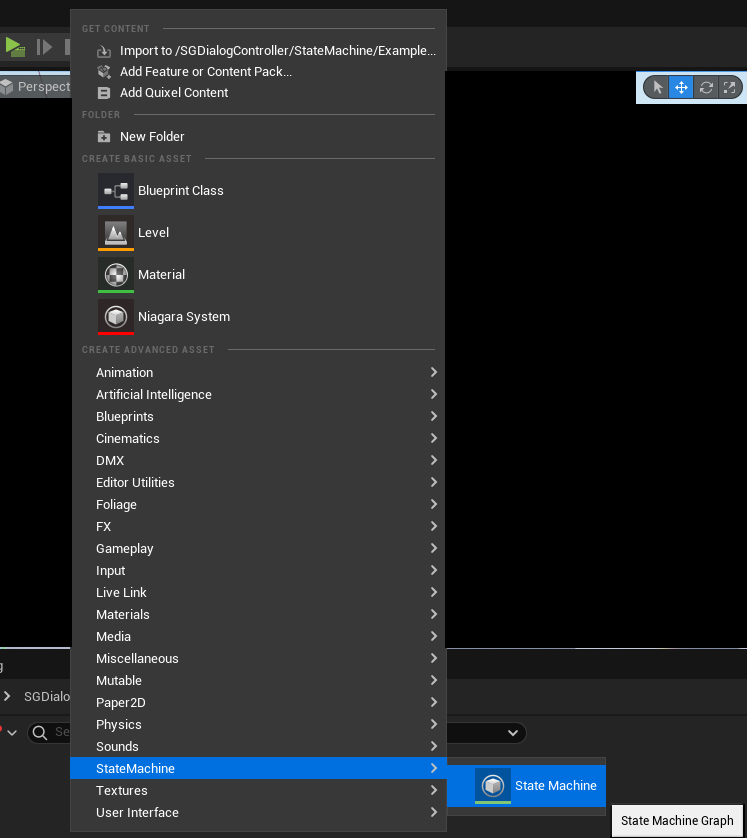 GET CONTENT
Import to /SGDialogController/StateMachine/Example...
Add Feature or Content Pack...
Perspect
Add Quixel Content
FOLDER
New Folder
CREATE BASIC ASSET
Blueprint Class
Level
Material
Niagara System
CREATE ADVANCED ASSET
Animation
Artificial Intelligence
Blueprints
Cinematics
DMX
Editor Utilities
Foliage
FX
Gameplay
Input
Live Link
Materials
Media
Miscellaneous
g
Mutable
SGDialo
Paper2D
Physics
Se
Sounds
StateMachine
State Machine
Textures
User Interface
State Machine Graph